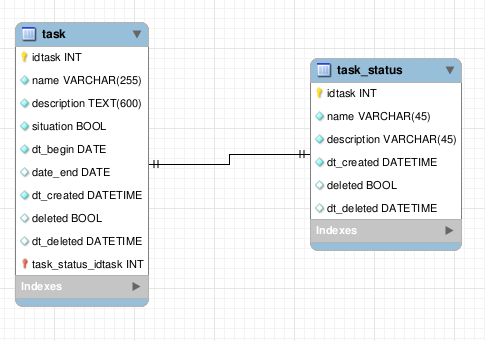 task
idtask INT
name VARCHAR(255)
description TEXT(600)
situation BOOL
dt_begin DATE
date_end DATE
dt_created DATETIME
deleted BOOL
dt_deleted DATETIME
task_status_idtask INT
Indexes
task_status
idtask INT
name VARCHAR(45)
description VARCHAR(45)
dt_created DATETIME
deleted BOOL
dt_deleted DATETIME
Indexes